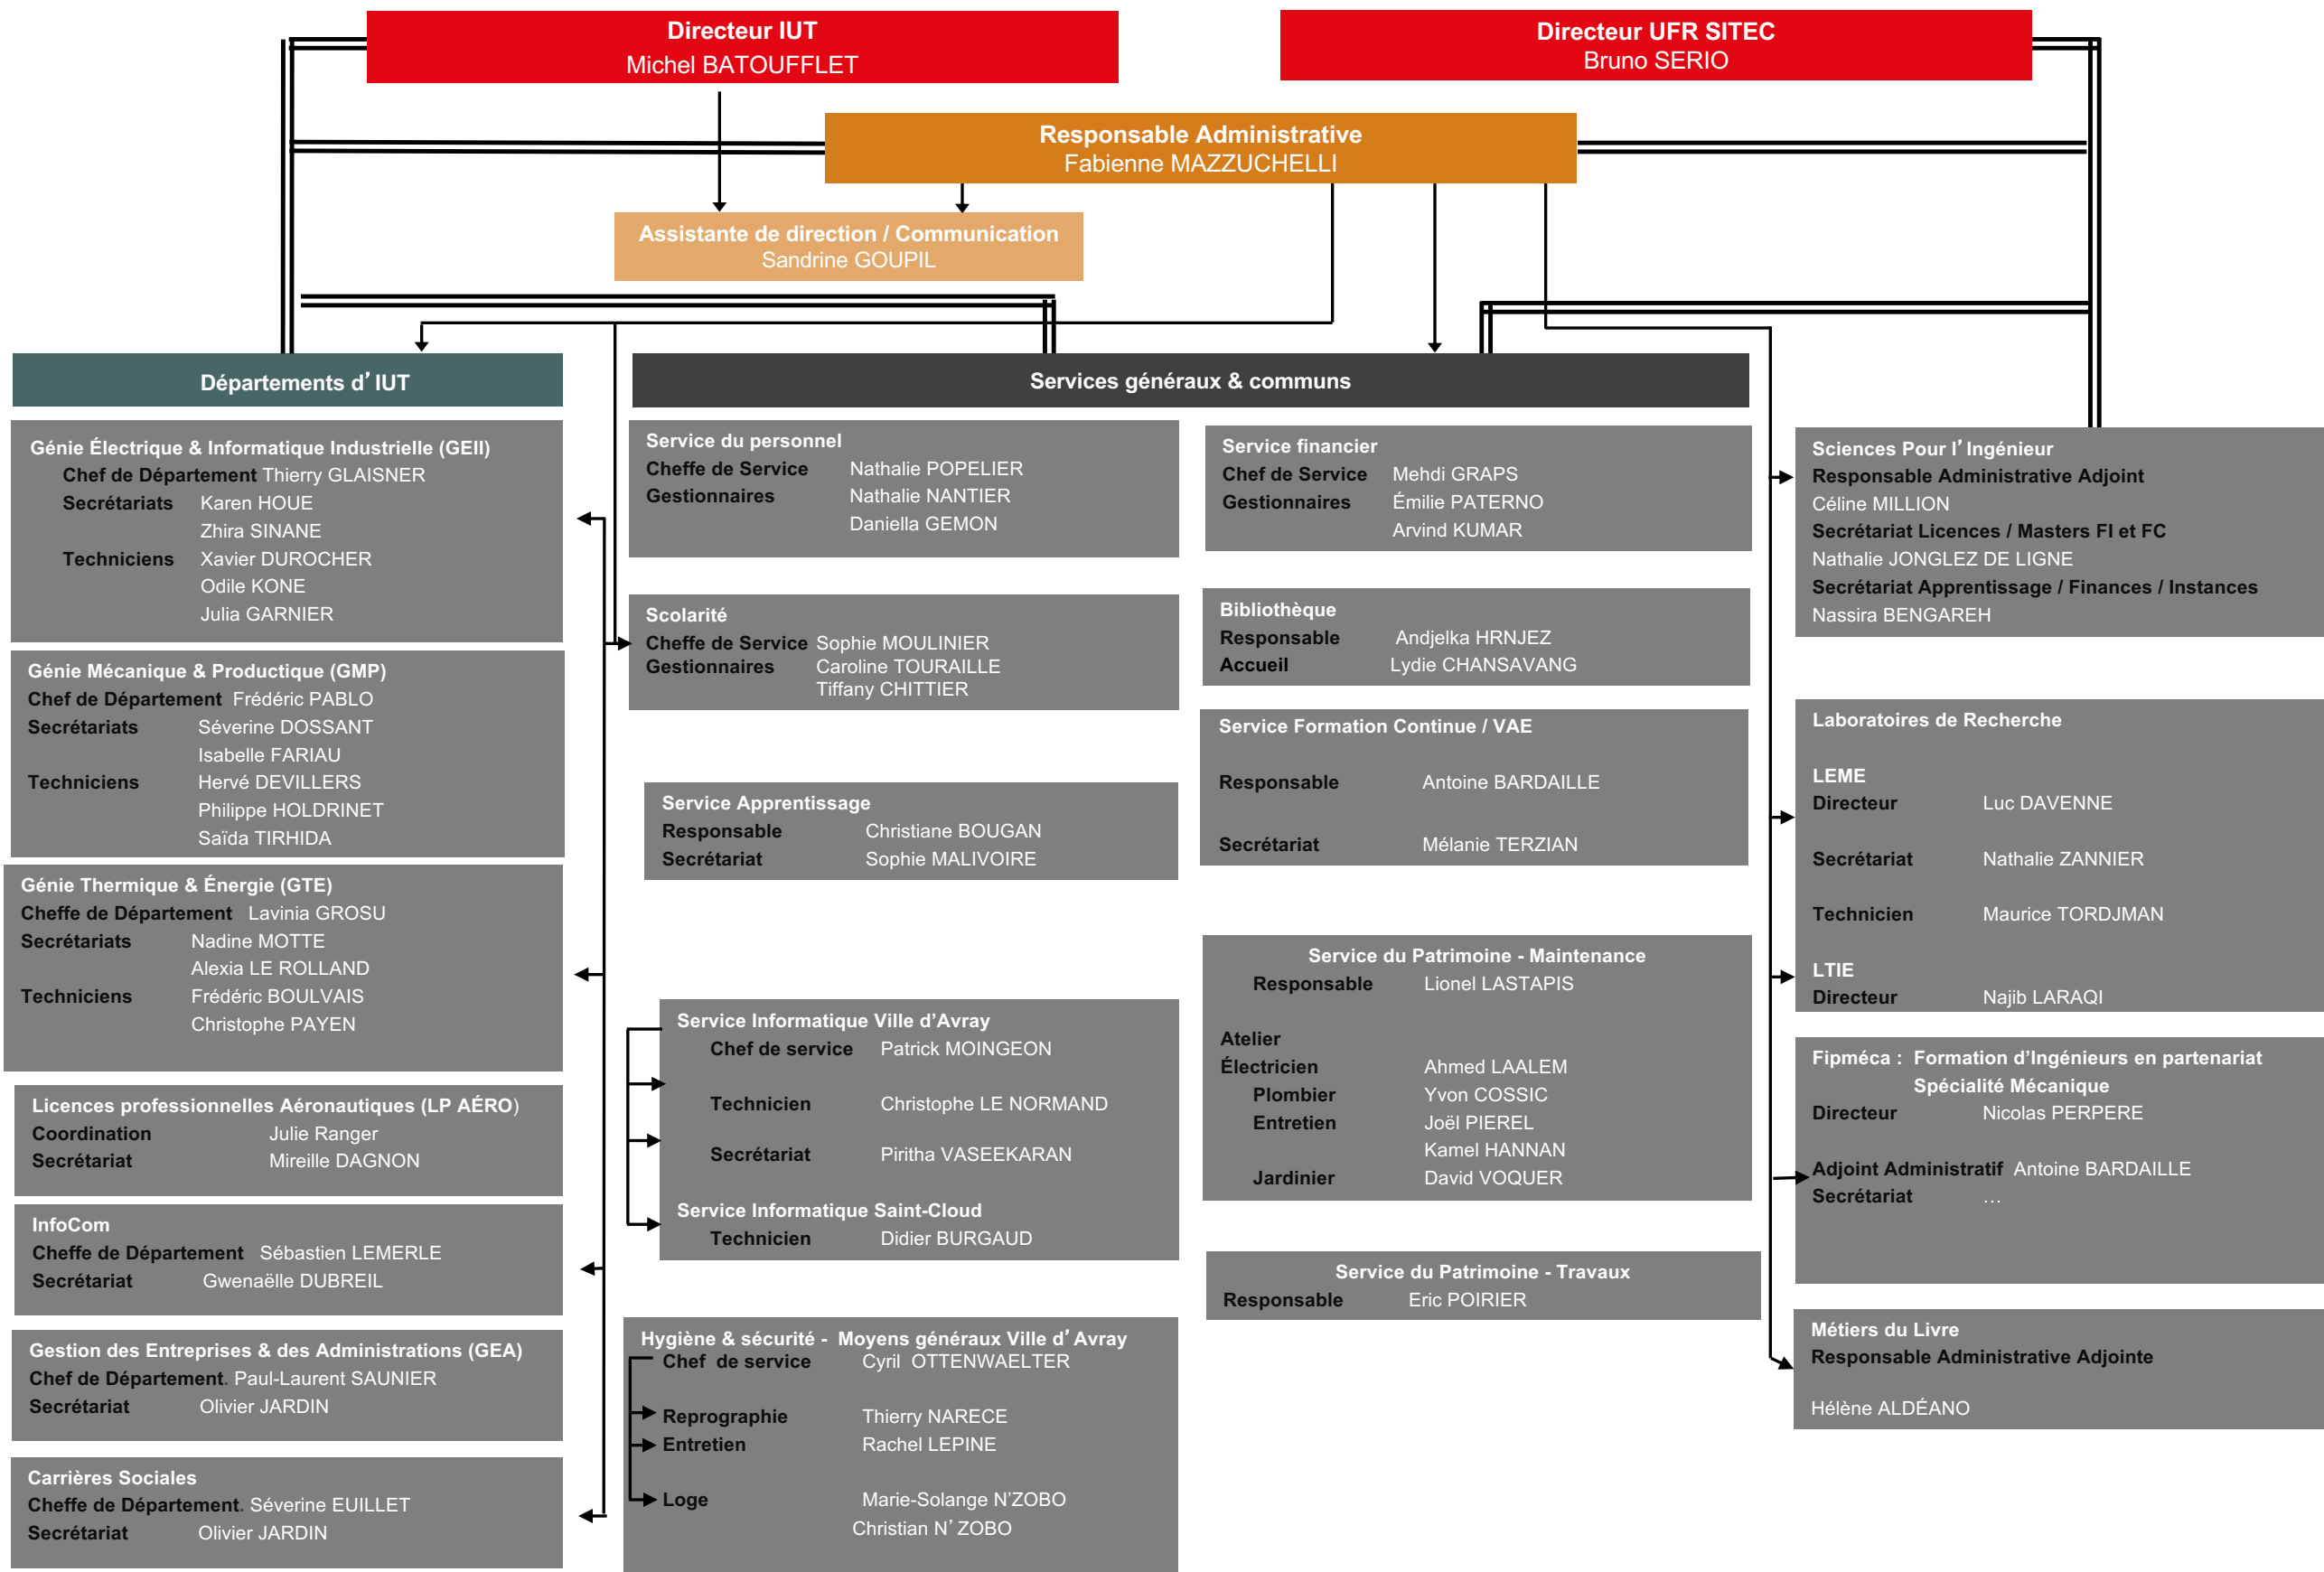 Directeur IUT
Michel BATOUFFLET
Directeur UFR SITEC
Bruno SERIO
Responsable Administrative
Fabienne MAZZUCHELLI
Assistante de direction / Communication
Sandrine GOUPIL
Départements d'IUT
Génie Électrique & Informatique Industrielle (GEII)
Chef de Département Thierry GLAISNER
Secrétariats Karen HOUE
Zhira SINANE
Techniciens Xavier DUROCHER
Odile KONE
Julia GARNIER
Génie Mécanique & Productique (GMP)
Chef de Département Frédéric PABLO
Secrétariats Séverine DOSSANT
Isabelle FARIAU
Techniciens Hervé DEVILLERS
Philippe HOLDRINET
Saïda TIRHIDA
Génie Thermique & Énergie (GTE)
Cheffe de Département Lavinia GROSU
Secrétariats Nadine MOTTE
Alexia LE ROLLAND
Techniciens Frédéric BOULVAIS
Christophe PAYEN
Licences professionnelles Aéronautiques (LP AÉRO)
Coordination Julie Ranger
Secrétariat Mireille DAGNON
InfoCom
Cheffe de Département Sébastien LEMERLE
Secrétariat Gwenaëlle DUBREIL
Gestion des Entreprises & des Administrations (GEA)
Chef de Département. Paul-Laurent SAUNIER
Secrétariat Olivier JARDIN
Carrières Sociales
Cheffe de Département. Séverine EUILLET
Secrétariat Olivier JARDIN
Services généraux & communs
Service du personnel
Cheffe de Service Nathalie POPELIER
Gestionnaires Nathalie NANTIER
Daniella GEMON
Scolarité
Cheffe de Service Sophie MOULINIER
Gestionnaires Caroline TOURAILLE
Tiffany CHITTIER
Service Apprentissage
Responsable Christiane BOUGAN
Secrétariat Sophie MALIVOIRE
Service Informatique Ville d'Avray
Chef de service Patrick MOINGEON
Technicien Christophe LE NORMAND
Secrétariat Piritha VASEEKARAN
Service Informatique Saint-Cloud
Technicien Didier BURGAUD
Hygiène & sécurité - Moyens généraux Ville d'Avray
Chef de service Cyril OTTENWAELTER
Reprographie Thierry NARECE
Entretien Rachel LEPINE
Loge Marie-Solange N'ZOBO
Christian N'ZOBO
Service financier
Chef de Service Mehdi GRAPS
Gestionnaires Émilie PATERNO
Arvind KUMAR
Bibliothèque
Responsable Andjelka HRNJEZ
Accueil Lydie CHANSAVANG
Service Formation Continue / VAE
Responsable Antoine BARDAILLE
Secrétariat Mélanie TERZIAN
Service du Patrimoine - Maintenance
Responsable Lionel LASTAPIS
Atelier
Électricien Ahmed LAALEM
Plombier Yvon COSSIC
Entretien Joël PIEREL
Kamel HANNAN
Jardinier David VOQUER
Service du Patrimoine - Travaux
Responsable Eric POIRIER
Sciences Pour l'Ingénieur
Responsable Administrative Adjoint
Céline MILLION
Secrétariat Licences / Masters FI et FC
Nathalie JONGLEZ DE LIGNE
Secrétariat Apprentissage / Finances / Instances
Nassira BENGAREH
Laboratoires de Recherche
LEME
Directeur Luc DAVENNE
Secrétariat Nathalie ZANNIER
Technicien Maurice TORDJMAN
LTIE
Directeur Najib LARAQI
Fipméca : Formation d'Ingénieurs en partenariat
Spécialité Mécanique
Directeur Nicolas PERPERE
Adjoint Administratif Antoine BARDAILLE
Secrétariat …
Métiers du Livre
Responsable Administrative Adjointe
Hélène ALDÉANO